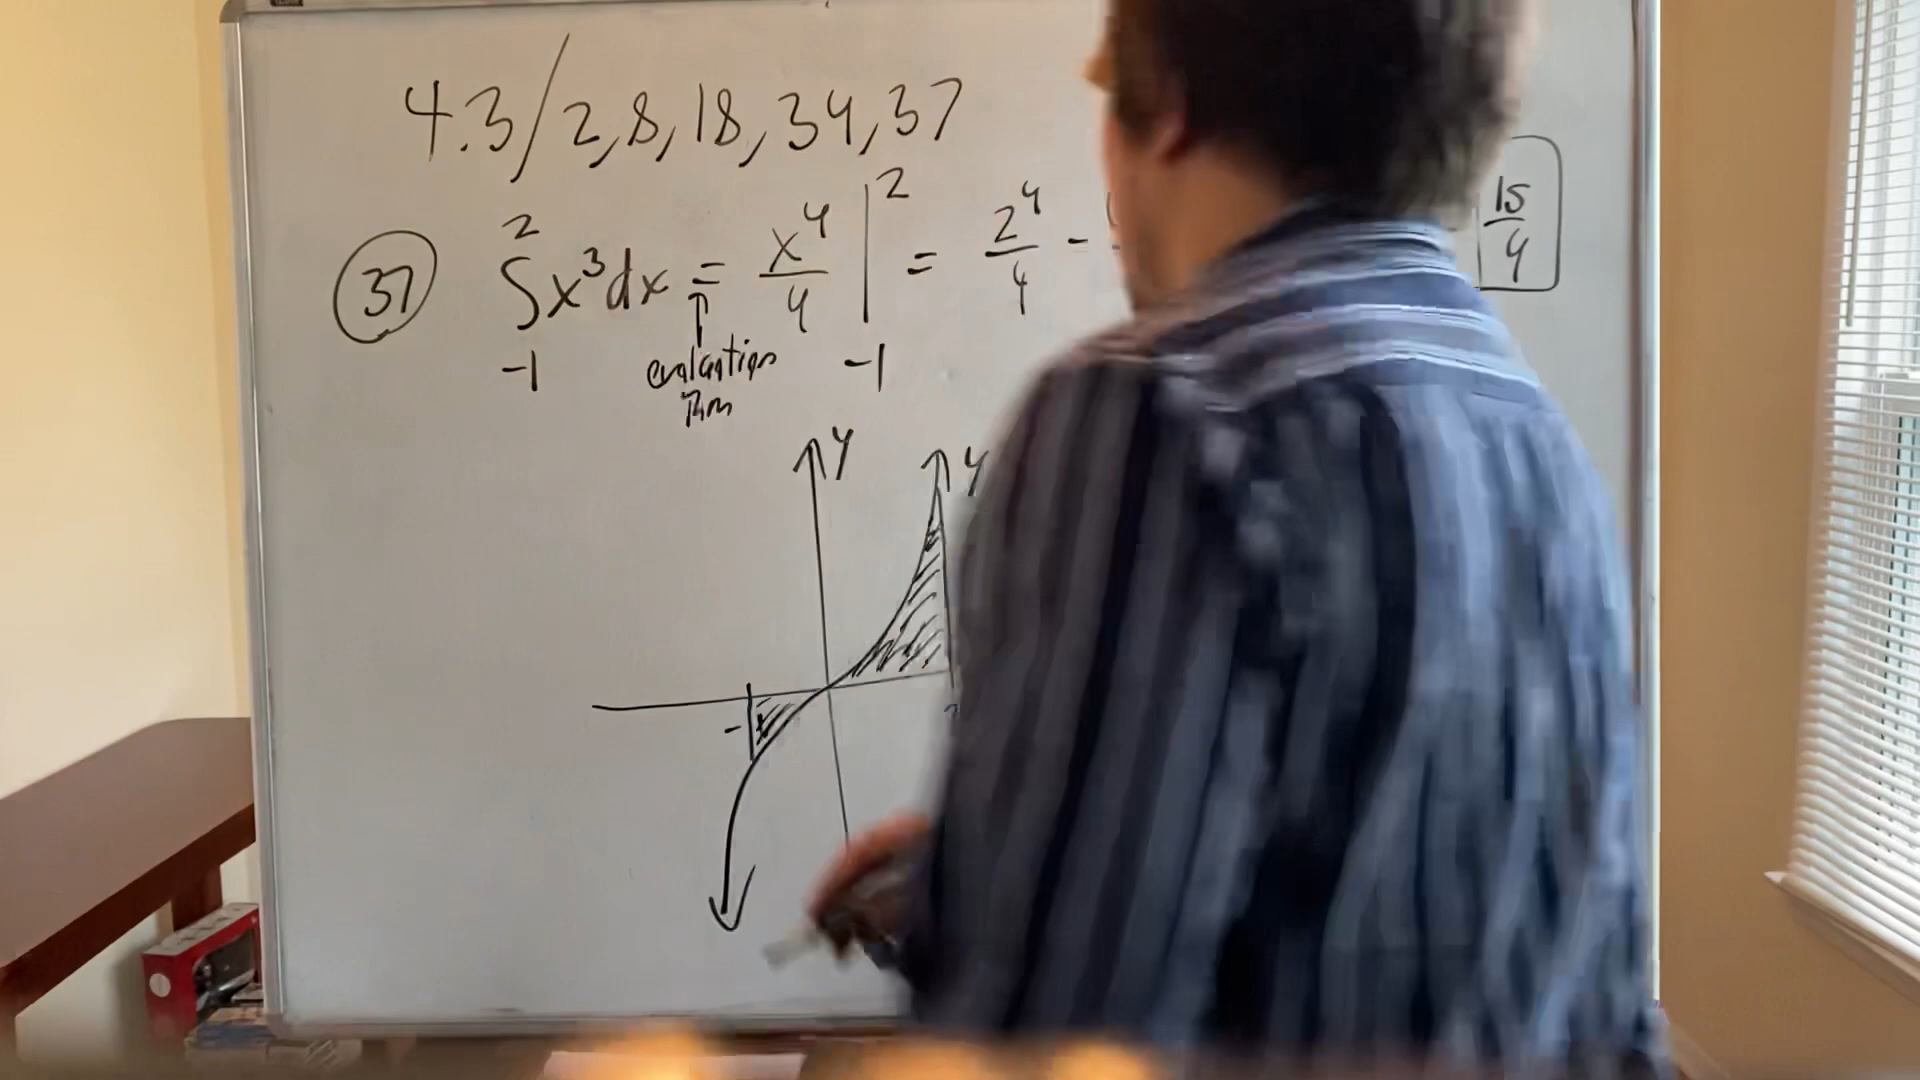 4.3/2,8,18,34,37
37 2 ∫x³dx = x⁴/4 |² = 2⁴/4 - 15/4
-1 -1
evaluation
Thm
y y
-